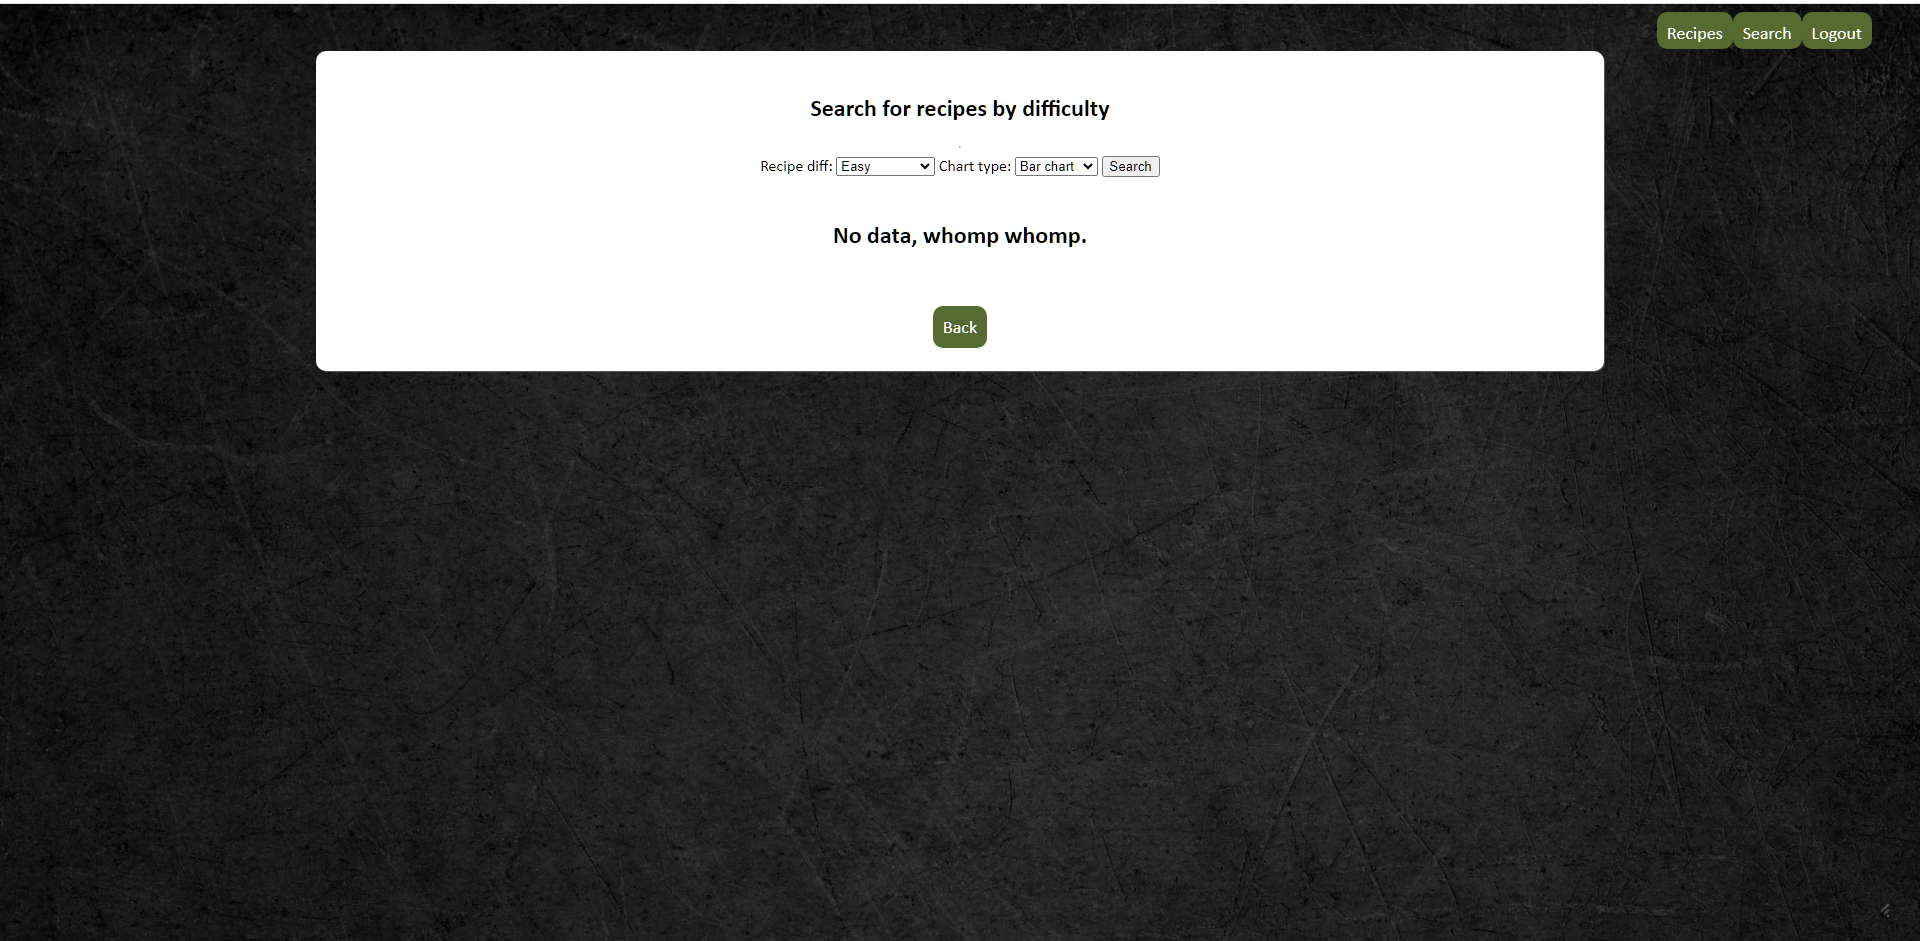 Recipes Search Logout
Search for recipes by difficulty
Recipe diff: Easy Chart type: Bar chart Search
No data, whomp whomp.
Back